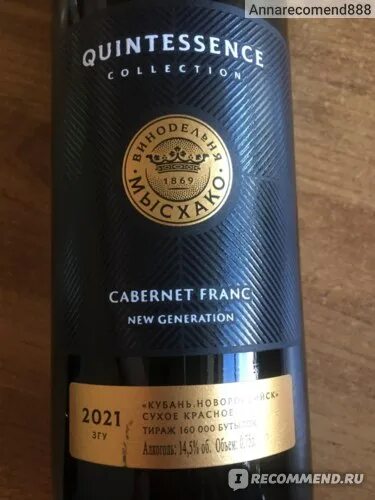 Annarecomend888
QUINTESSENCE
COLLECTION
ВИНОДЕЛЬНЯ
1869
МЫСХАКО
CABERNET FRANC
NEW GENERATION
2021
ЗГУ
«КУБАНЬ.НОВОРОССИЙСК»
СУХОЕ КРАСНОЕ
ТИРАЖ 160 000 БУТЫЛОК
Алкоголь: 14,5% об. Объем: 0,75л
IRECOMMEND.RU